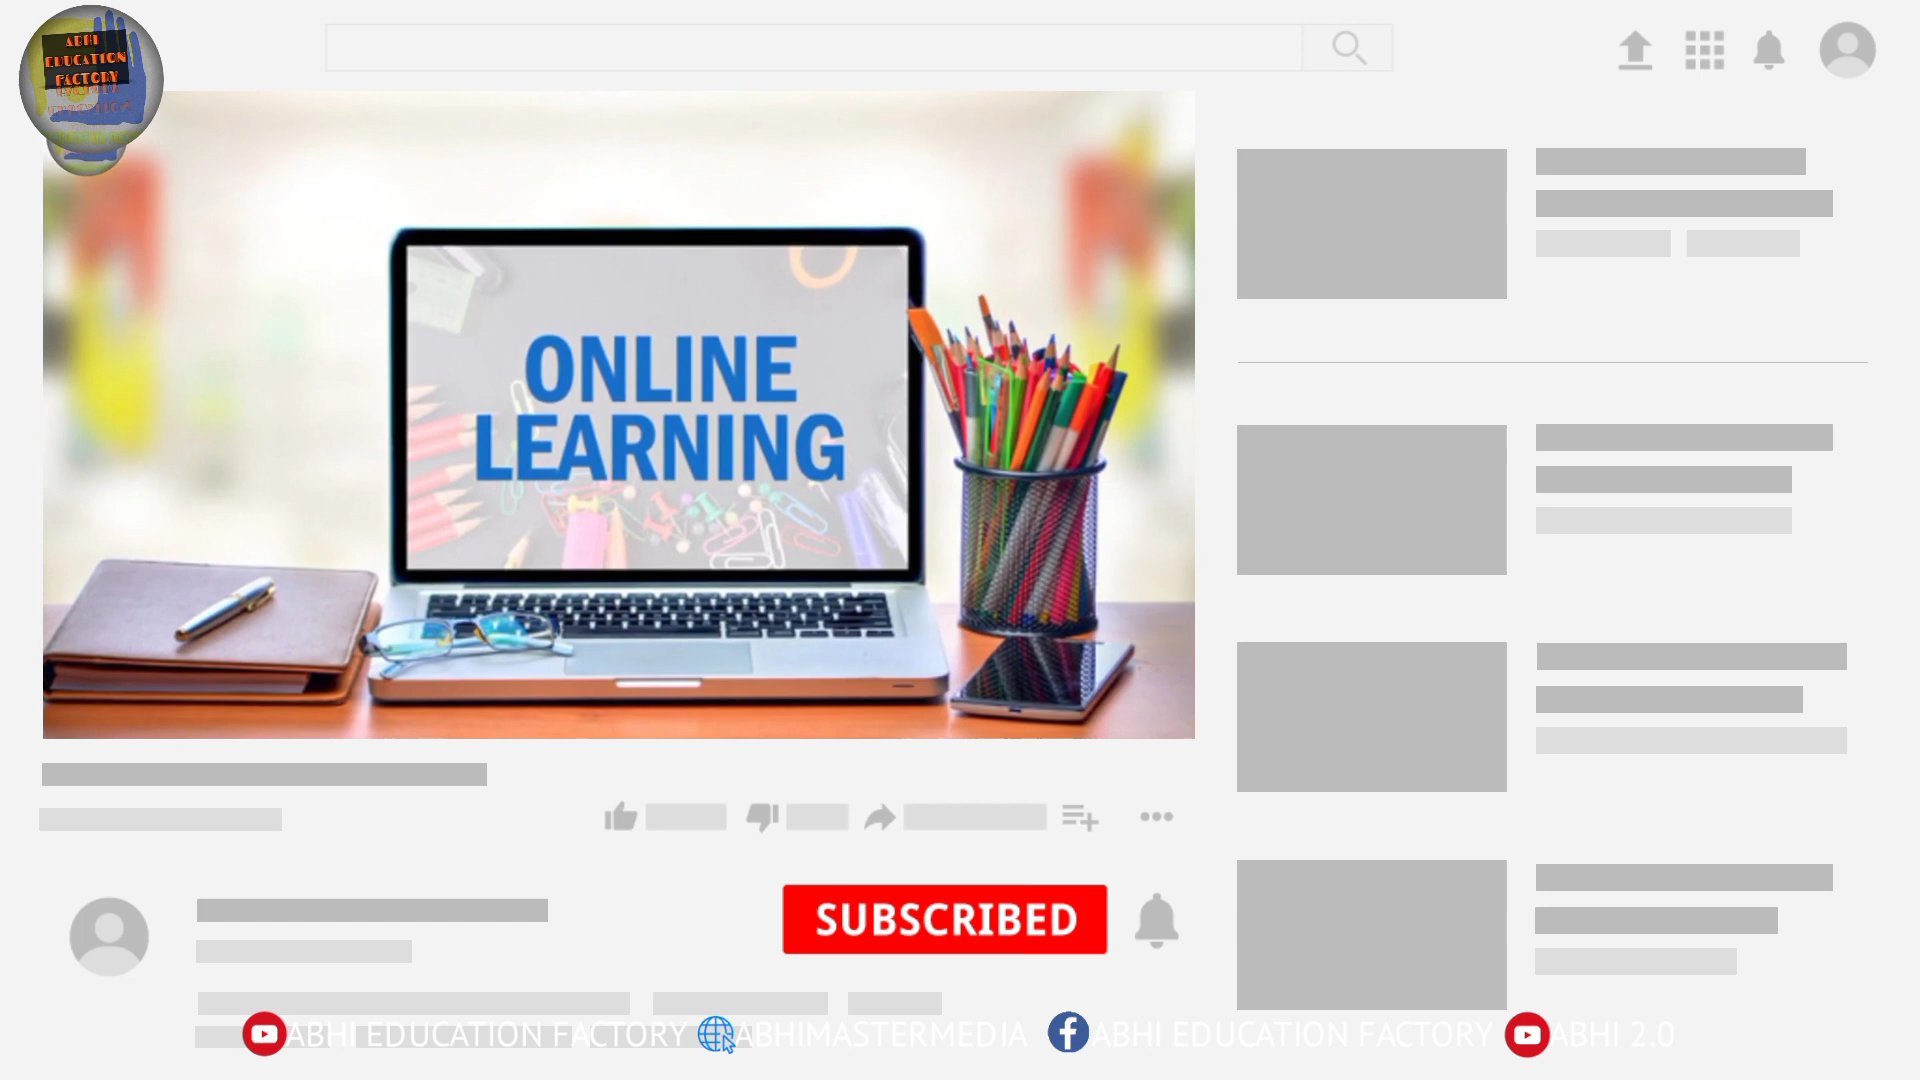 ABHI
EDUCATION
FACTORY
ONLINE
LEARNING
SUBSCRIBED
ABHI EDUCATION FACTORY ABHIMASTERMEDIA ABHI EDUCATION FACTORY ABHI 2.0